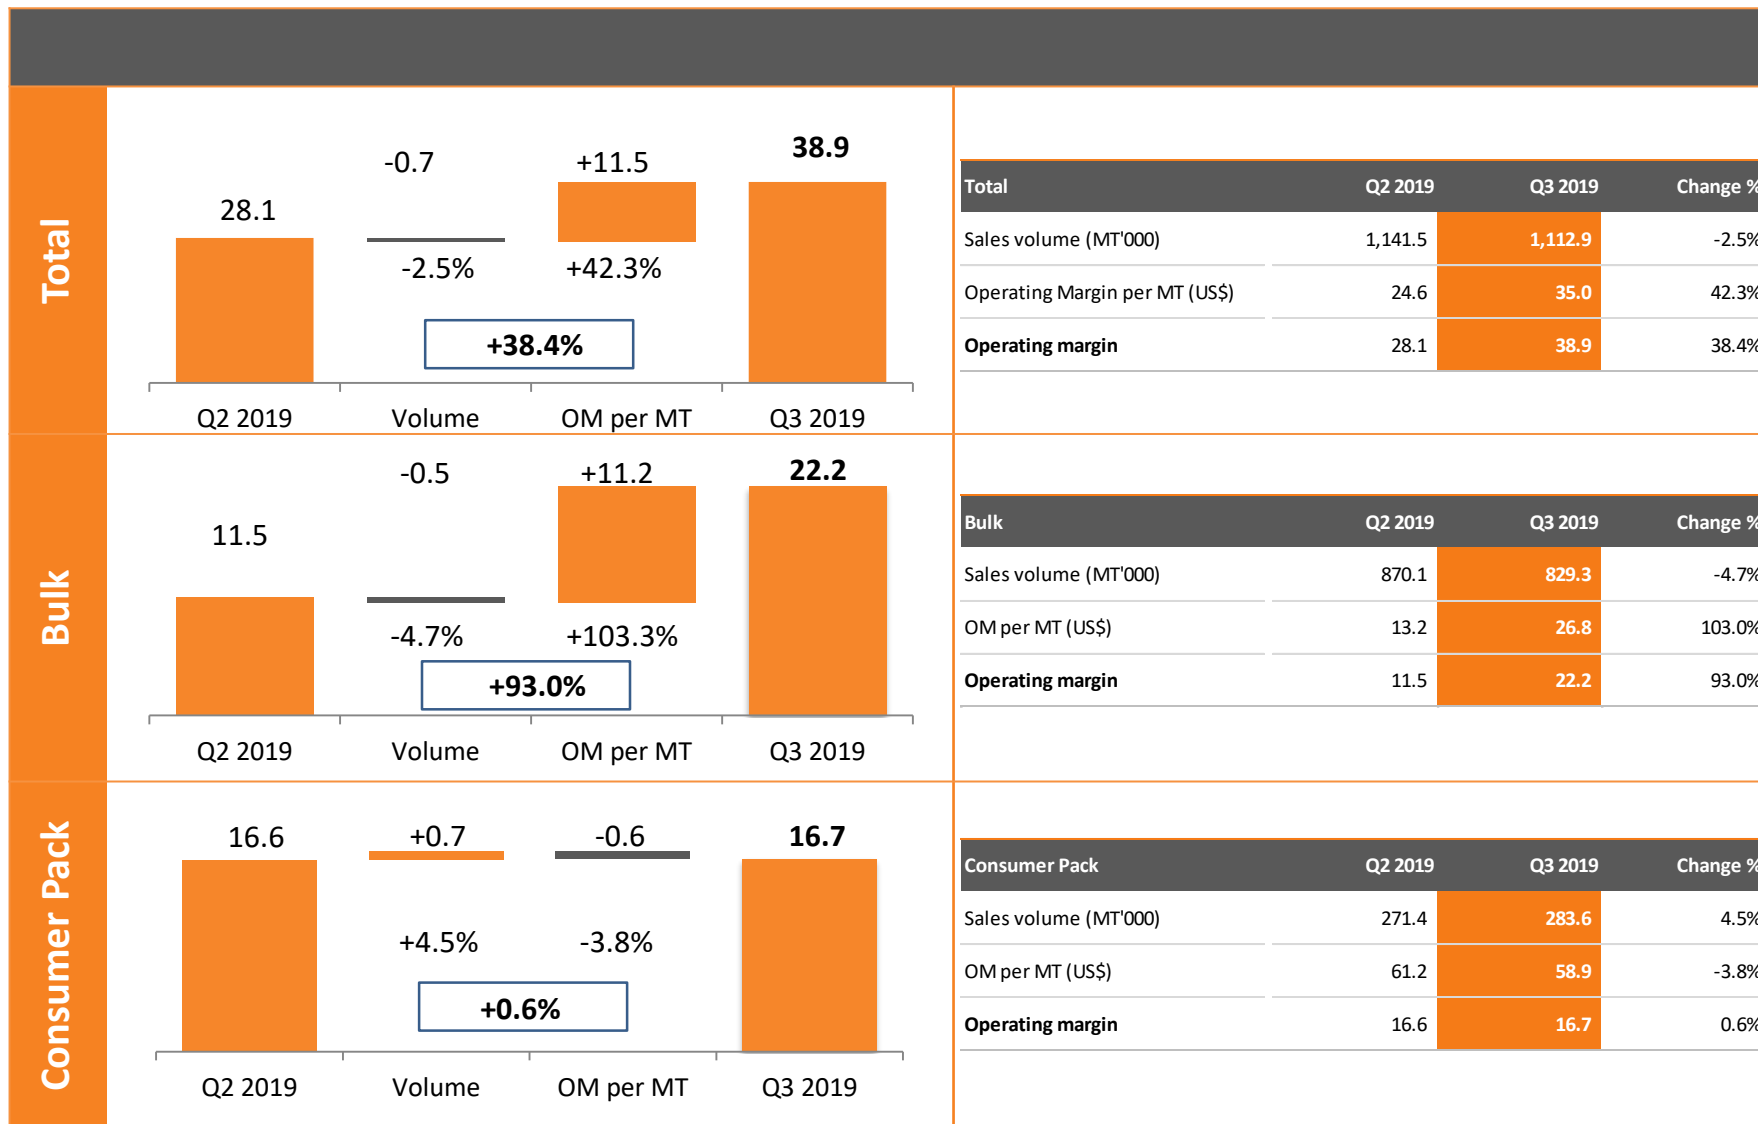 Total
-0.7
+11.5
38.9
28.1
-2.5%
+42.3%
+38.4%
Q2 2019
Volume
OM per MT
Q3 2019
Total Q2 2019 Q3 2019 Change %
Sales volume (MT'000) 1,141.5 1,112.9 -2.5%
Operating Margin per MT (US$) 24.6 35.0 42.3%
Operating margin 28.1 38.9 38.4%
Bulk
-0.5
+11.2
22.2
11.5
-4.7%
+103.3%
+93.0%
Q2 2019
Volume
OM per MT
Q3 2019
Bulk Q2 2019 Q3 2019 Change %
Sales volume (MT'000) 870.1 829.3 -4.7%
OM per MT (US$) 13.2 26.8 103.0%
Operating margin 11.5 22.2 93.0%
Consumer Pack
16.6
+0.7
-0.6
16.7
+4.5%
-3.8%
+0.6%
Q2 2019
Volume
OM per MT
Q3 2019
Consumer Pack Q2 2019 Q3 2019 Change %
Sales volume (MT'000) 271.4 283.6 4.5%
OM per MT (US$) 61.2 58.9 -3.8%
Operating margin 16.6 16.7 0.6%